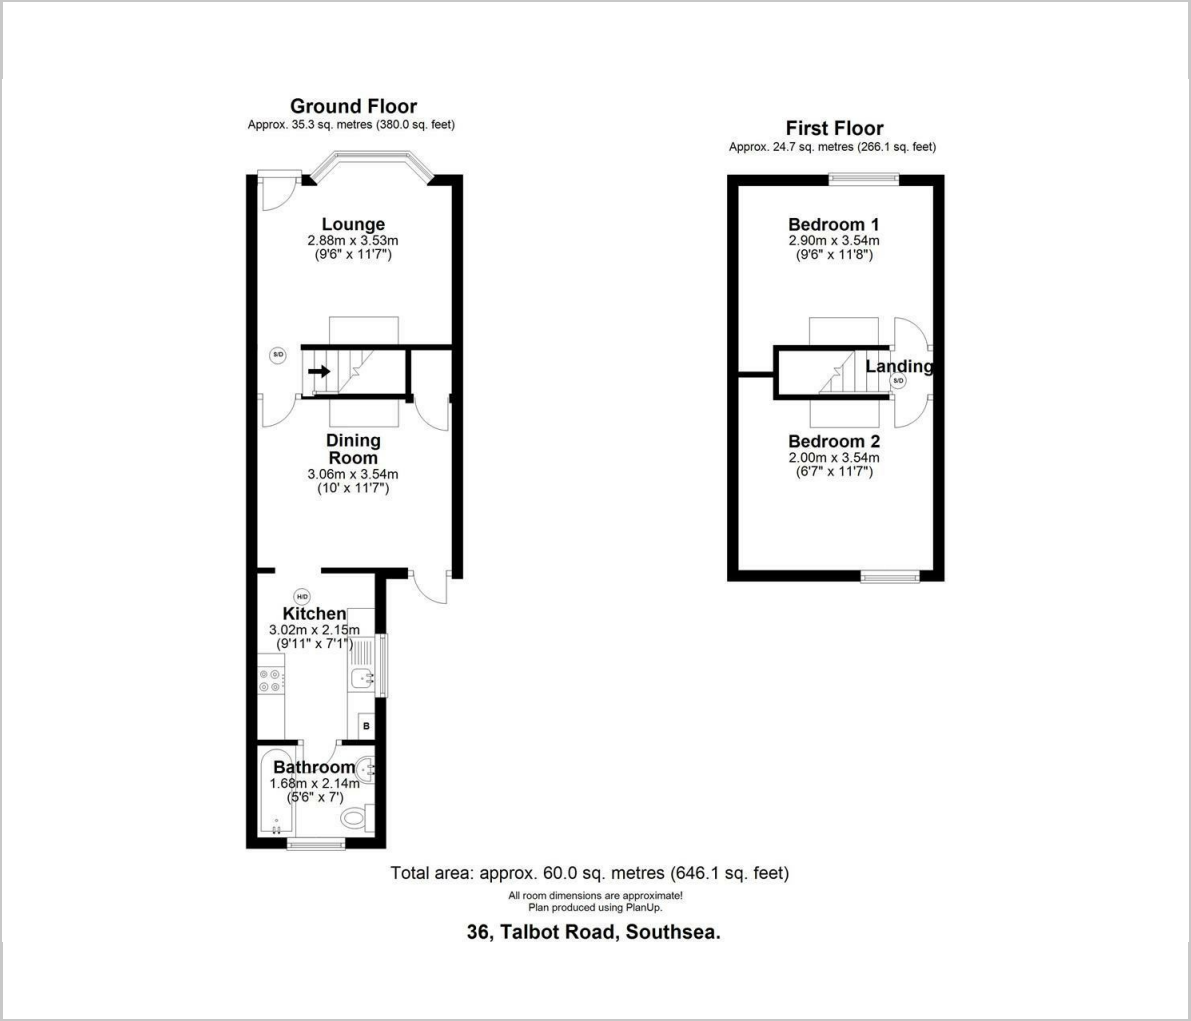 Ground Floor
Approx. 35.3 sq. metres (380.0 sq. feet)
Lounge
2.88m x 3.53m
(9'6" x 11'7")
S/D
Dining
Room
3.06m x 3.54m
(10' x 11'7")
H/D
Kitchen
3.02m x 2.15m
(9'11" x 7'1")
B
Bathroom
1.68m x 2.14m
(5'6" x 7')
First Floor
Approx. 24.7 sq. metres (266.1 sq. feet)
Bedroom 1
2.90m x 3.54m
(9'6" x 11'8")
Landing
S/D
Bedroom 2
2.00m x 3.54m
(6'7" x 11'7")
Total area: approx. 60.0 sq. metres (646.1 sq. feet)
All room dimensions are approximate!
Plan produced using PlanUp.
36, Talbot Road, Southsea.